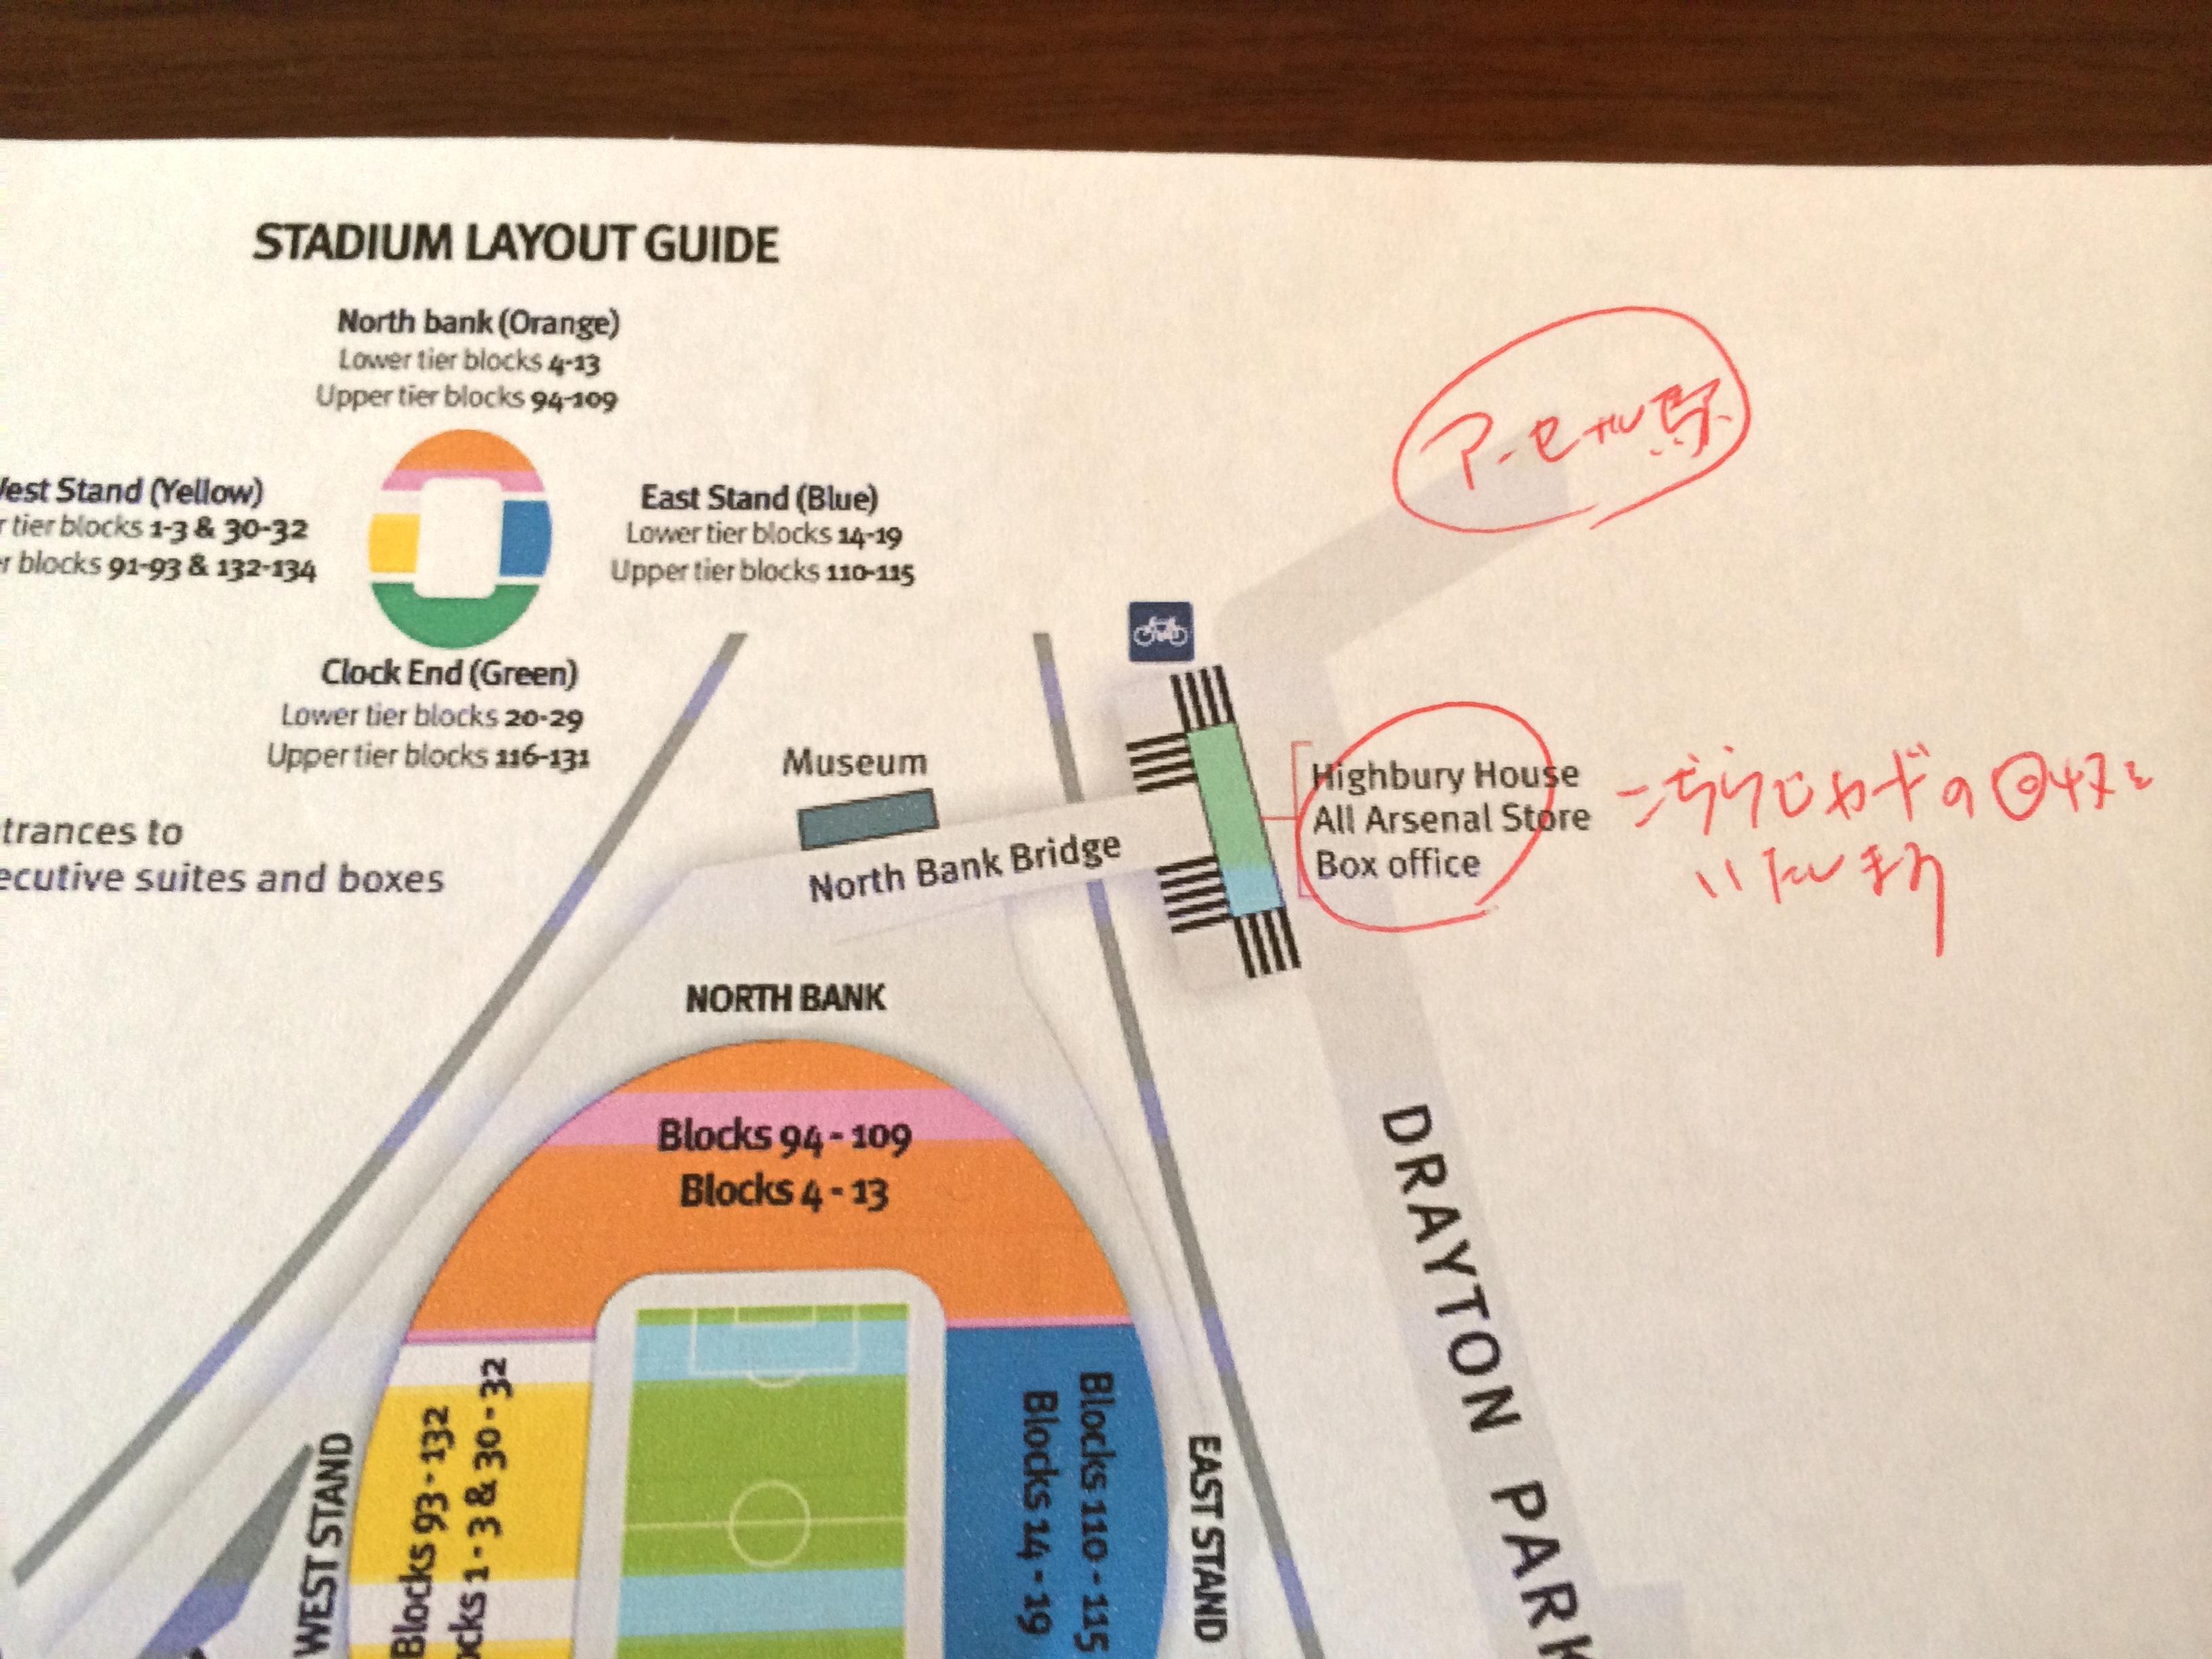 STADIUM LAYOUT GUIDE
North bank (Orange)
Lower tier blocks 4-13
Upper tier blocks 94-109
West Stand (Yellow)
tier blocks 1-3 & 30-32
blocks 91-93 & 132-134
East Stand (Blue)
Lower tier blocks 14-19
Upper tier blocks 110-115
Clock End (Green)
Lower tier blocks 20-29
Upper tier blocks 116-131
trances to
ecutive suites and boxes
アーセナル駅
Museum
North Bank Bridge
Highbury House
All Arsenal Store
Box office
こちらでカードの回収を
いたします
NORTH BANK
Blocks 94 - 109
Blocks 4 - 13
WEST STAND
Blocks 93 - 132
ocks 1 - 3 & 30 - 32
Blocks 110 - 115
Blocks 14 - 19
EAST STAND
DRAYTON PARK